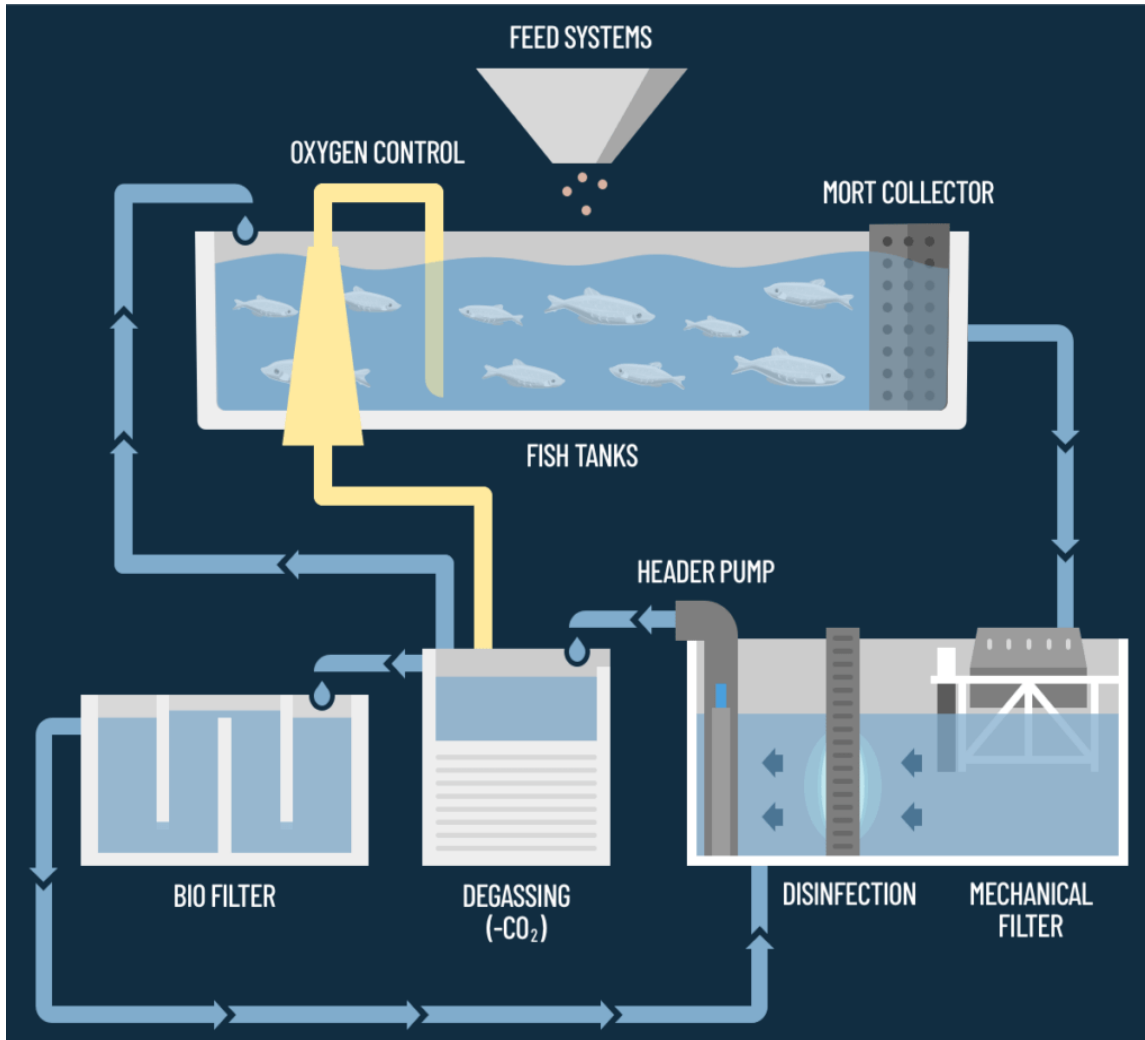 FEED SYSTEMS
OXYGEN CONTROL
MORT COLLECTOR
FISH TANKS
HEADER PUMP
BIO FILTER
DEGASSING
(-CO₂)
DISINFECTION
MECHANICAL
FILTER